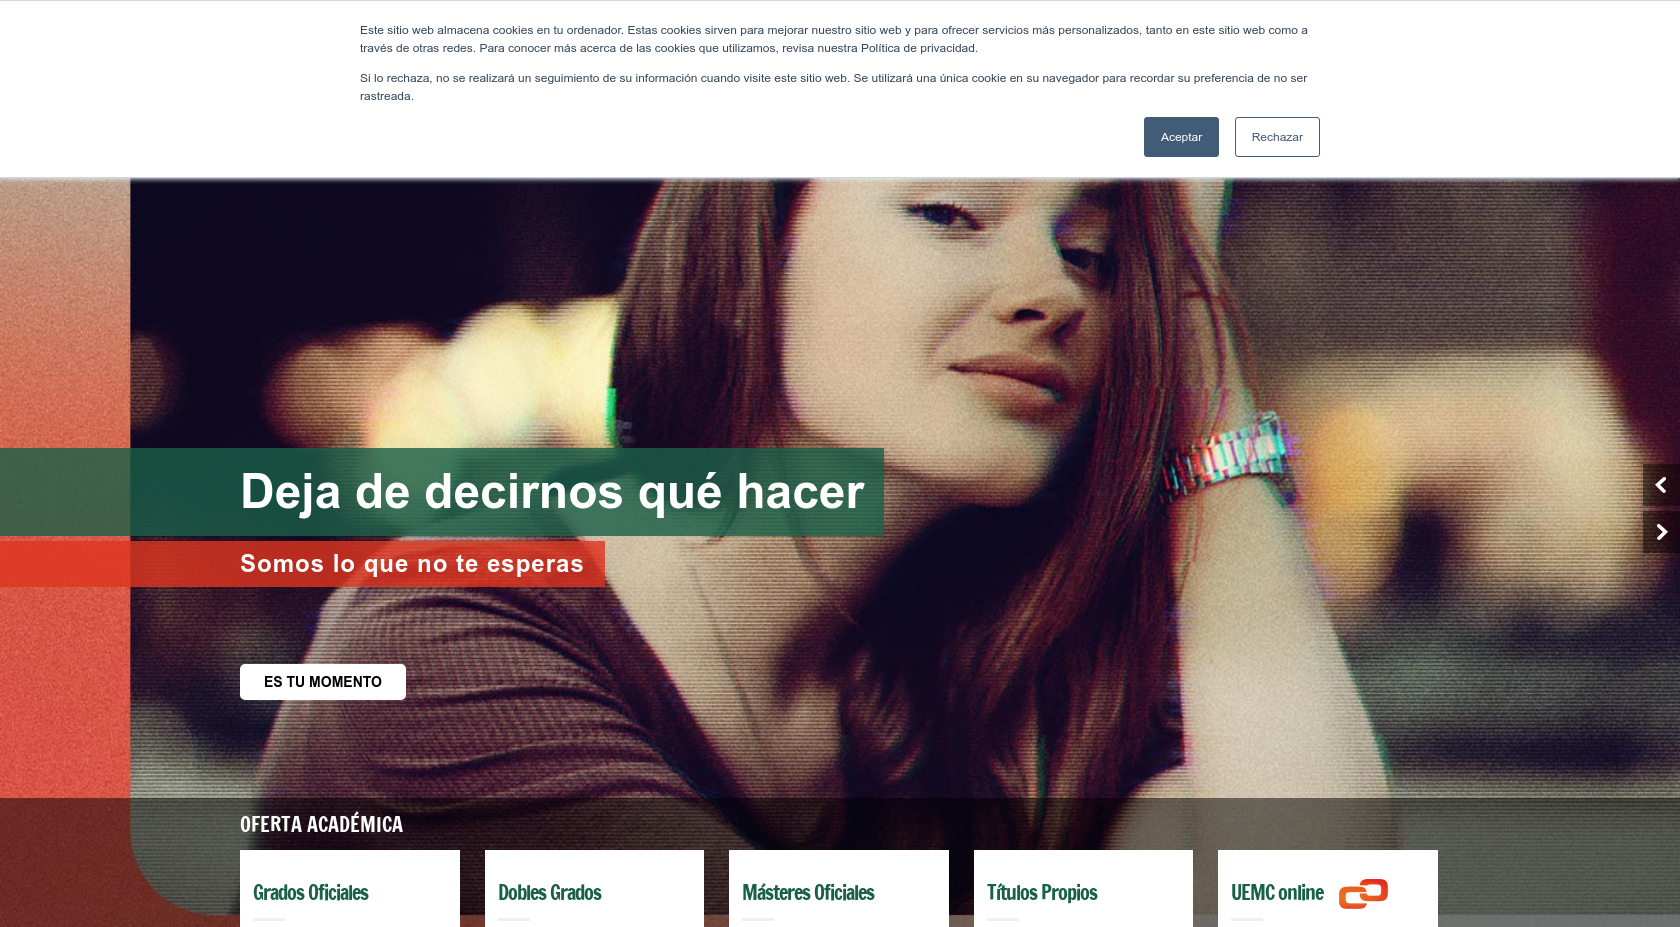 Este sitio web almacena cookies en tu ordenador. Estas cookies sirven para mejorar nuestro sitio web y para ofrecer servicios más personalizados, tanto en este sitio web como a
través de otras redes. Para conocer más acerca de las cookies que utilizamos, revisa nuestra Política de privacidad.
Si lo rechaza, no se realizará un seguimiento de su información cuando visite este sitio web. Se utilizará una única cookie en su navegador para recordar su preferencia de no ser
rastreada.
Aceptar Rechazar
Deja de decirnos qué hacer
Somos lo que no te esperas
ES TU MOMENTO
OFERTA ACADÉMICA
Grados Oficiales Dobles Grados Másteres Oficiales Títulos Propios UEMC online